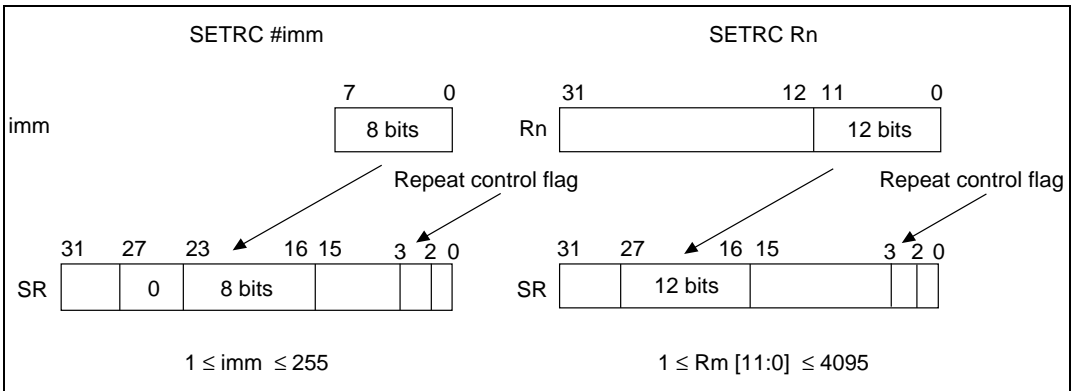 SETRC #imm
7 0
imm 8 bits
Repeat control flag
31 27 23 16 15 3 2 0
SR 0 8 bits
1 ≤ imm ≤ 255
SETRC Rn
31 12 11 0
Rn 12 bits
Repeat control flag
31 27 16 15 3 2 0
SR 12 bits
1 ≤ Rm [11:0] ≤ 4095